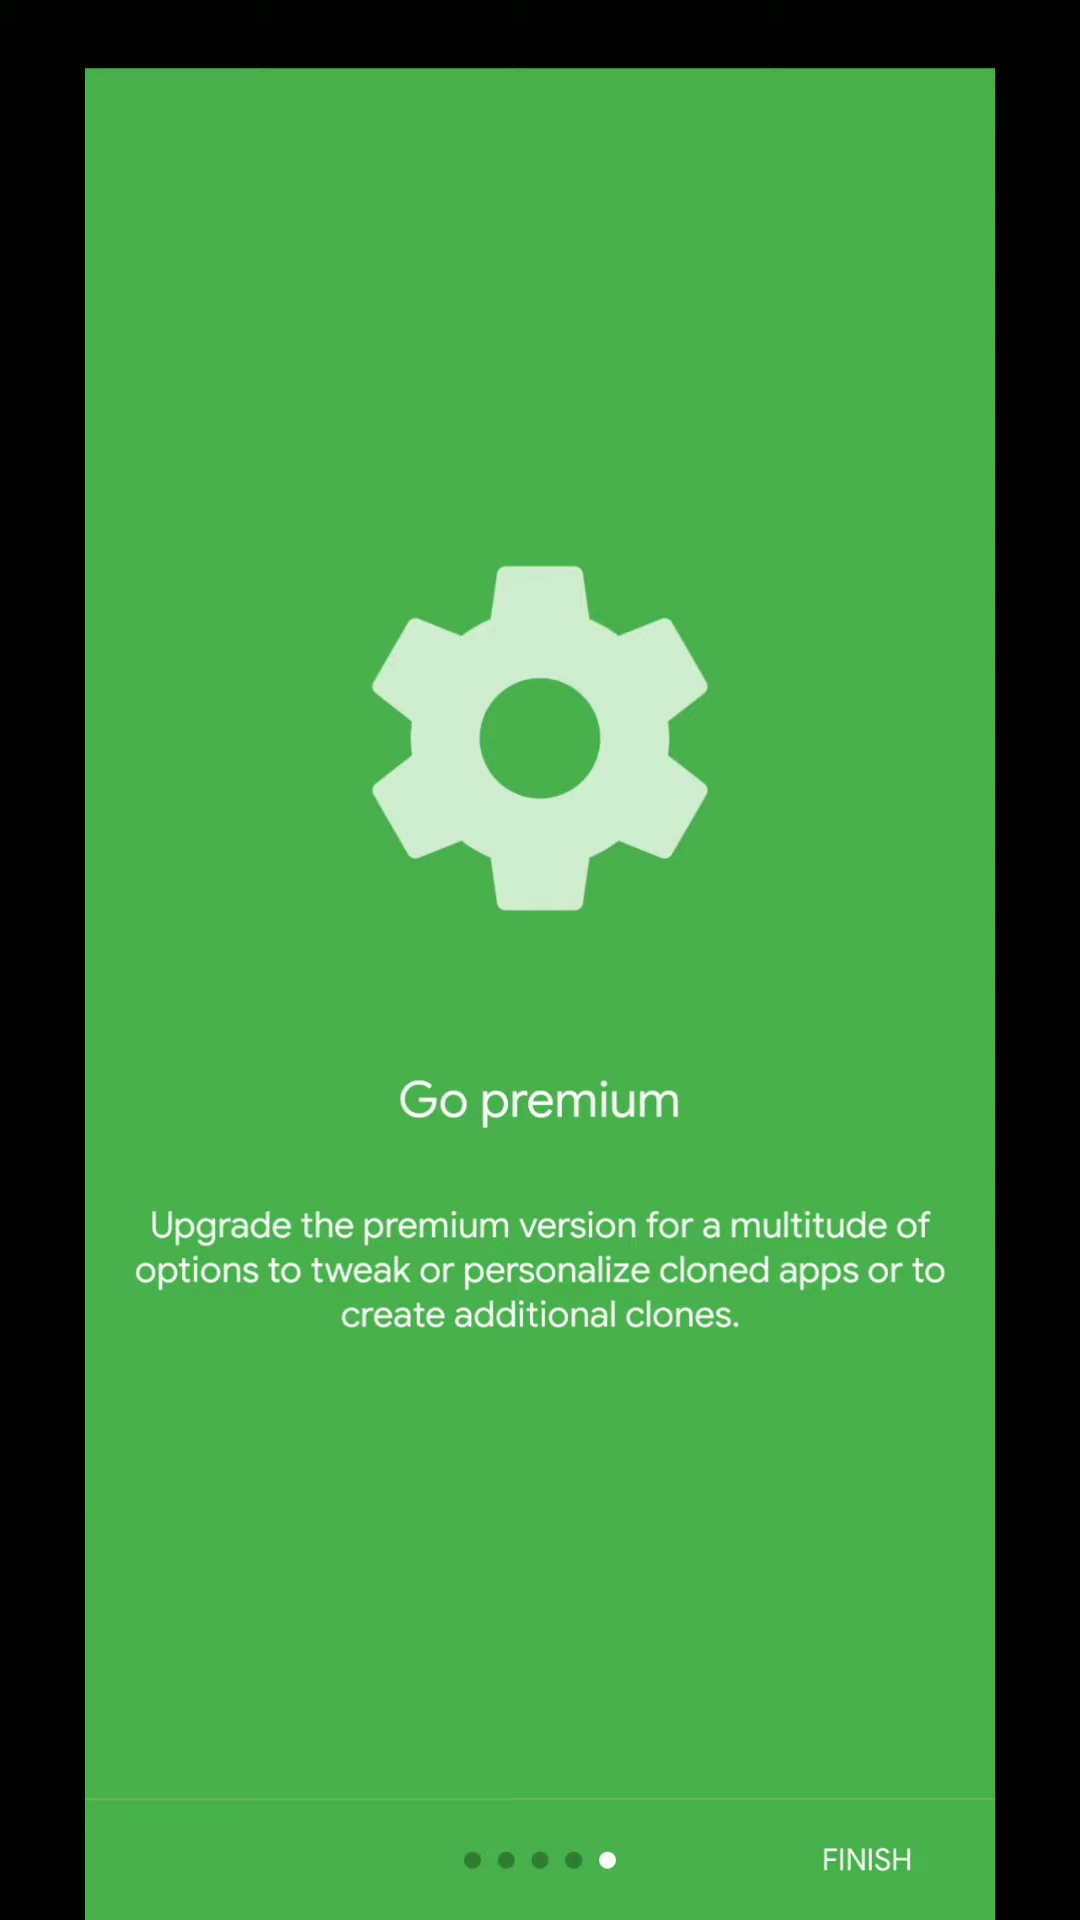 Go premium
Upgrade the premium version for a multitude of
options to tweak or personalize cloned apps or to
create additional clones.
FINISH